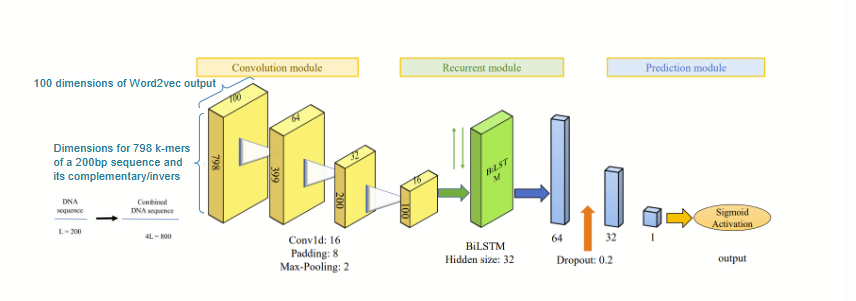 Convolution module
Recurrent module
Prediction module
100 dimensions of Word2vec output
100
64
32
16
Dimensions for 798 k-mers
of a 200bp sequence and
its complementary/invers
798
399
200
100
BiLST
M
DNA
sequence
L=200
Combined
DNA sequence
4L=800
Conv1d: 16
Padding: 8
Max-Pooling: 2
BiLSTM
Hidden size: 32
64
32
1
Dropout: 0.2
Sigmoid
Activation
output